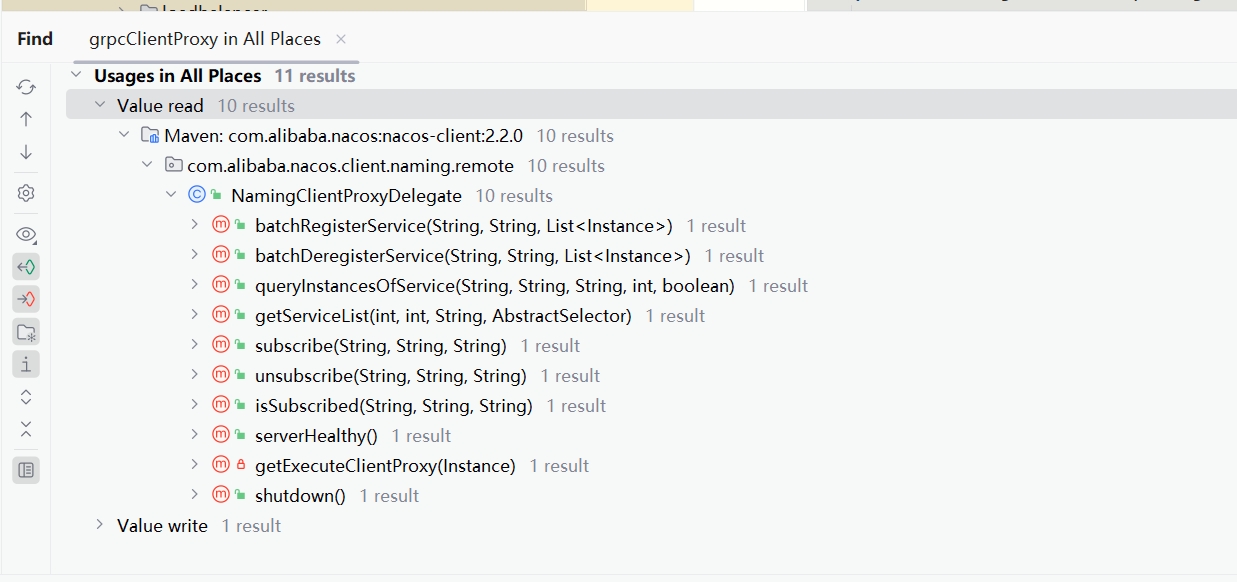 Find grpcClientProxy in All Places
Usages in All Places 11 results
Value read 10 results
Maven: com.alibaba.nacos:nacos-client:2.2.0 10 results
com.alibaba.nacos.client.naming.remote 10 results
NamingClientProxyDelegate 10 results
batchRegisterService(String, String, List<Instance>) 1 result
batchDeregisterService(String, String, List<Instance>) 1 result
queryInstancesOfService(String, String, String, int, boolean) 1 result
getServiceList(int, int, String, AbstractSelector) 1 result
subscribe(String, String, String) 1 result
unsubscribe(String, String, String) 1 result
isSubscribed(String, String, String) 1 result
serverHealthy() 1 result
getExecuteClientProxy(Instance) 1 result
shutdown() 1 result
Value write 1 result